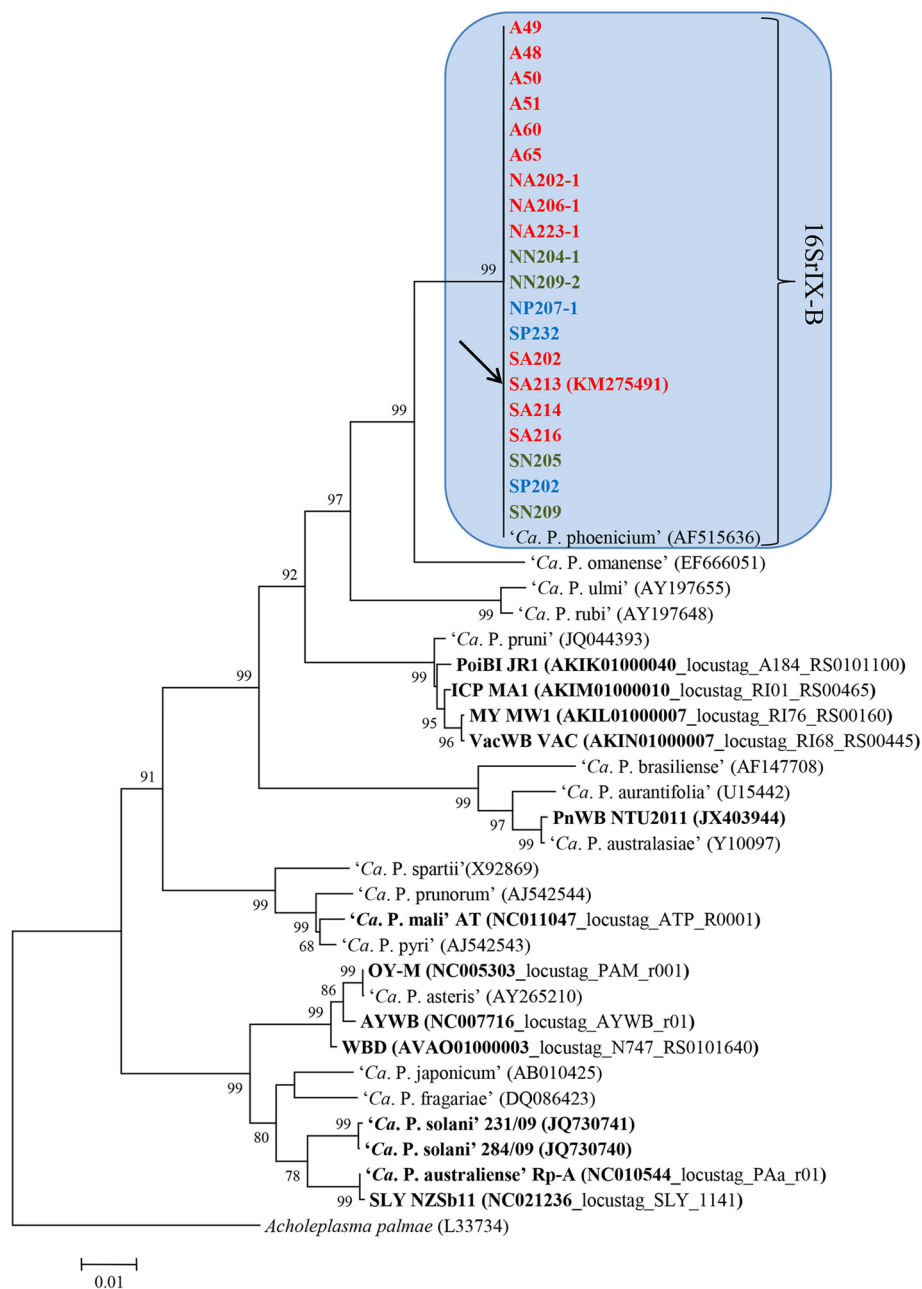 A49
A48
A50
A51
A60
A65
NA202-1
NA206-1
NA223-1
NN204-1
99
NN209-2
NP207-1
SP232
SA202
SA213 (KM275491)
SA214
99
SA216
SN205
SP202
97
SN209
‘Ca. P. phoenicium’ (AF515636)
16SrIX-B
‘Ca. P. omanense’ (EF666051)
92
‘Ca. P. ulmi’ (AY197655)
99
‘Ca. P. rubi’ (AY197648)
‘Ca. P. pruni’ (JQ044393)
99
PoiBI JR1 (AKIK01000040_locustag_A184_RS0101100)
99
ICP MA1 (AKIM01000010_locustag_RI01_RS00465)
95
MY MW1 (AKIL01000007_locustag_RI76_RS00160)
96
VacWB VAC (AKIN01000007_locustag_RI68_RS00445)
‘Ca. P. brasiliense’ (AF147708)
91
99
‘Ca. P. aurantifolia’ (U15442)
97
PnWB NTU2011 (JX403944)
99
‘Ca. P. australasiae’ (Y10097)
‘Ca. P. spartii’(X92869)
99
‘Ca. P. prunorum’ (AJ542544)
99
‘Ca. P. mali’ AT (NC011047_locustag_ATP_R0001)
68
‘Ca. P. pyri’ (AJ542543)
99
OY-M (NC005303_locustag_PAM_r001)
86
‘Ca. P. asteris’ (AY265210)
99
AYWB (NC007716_locustag_AYWB_r01)
WBD (AVAO01000003_locustag_N747_RS0101640)
99
‘Ca. P. japonicum’ (AB010425)
‘Ca. P. fragariae’ (DQ086423)
80
99
‘Ca. P. solani’ 231/09 (JQ730741)
‘Ca. P. solani’ 284/09 (JQ730740)
78
‘Ca. P. australiense’ Rp-A (NC010544_locustag_PAa_r01)
99
SLY NZSb11 (NC021236_locustag_SLY_1141)
Acholeplasma palmae (L33734)
0.01